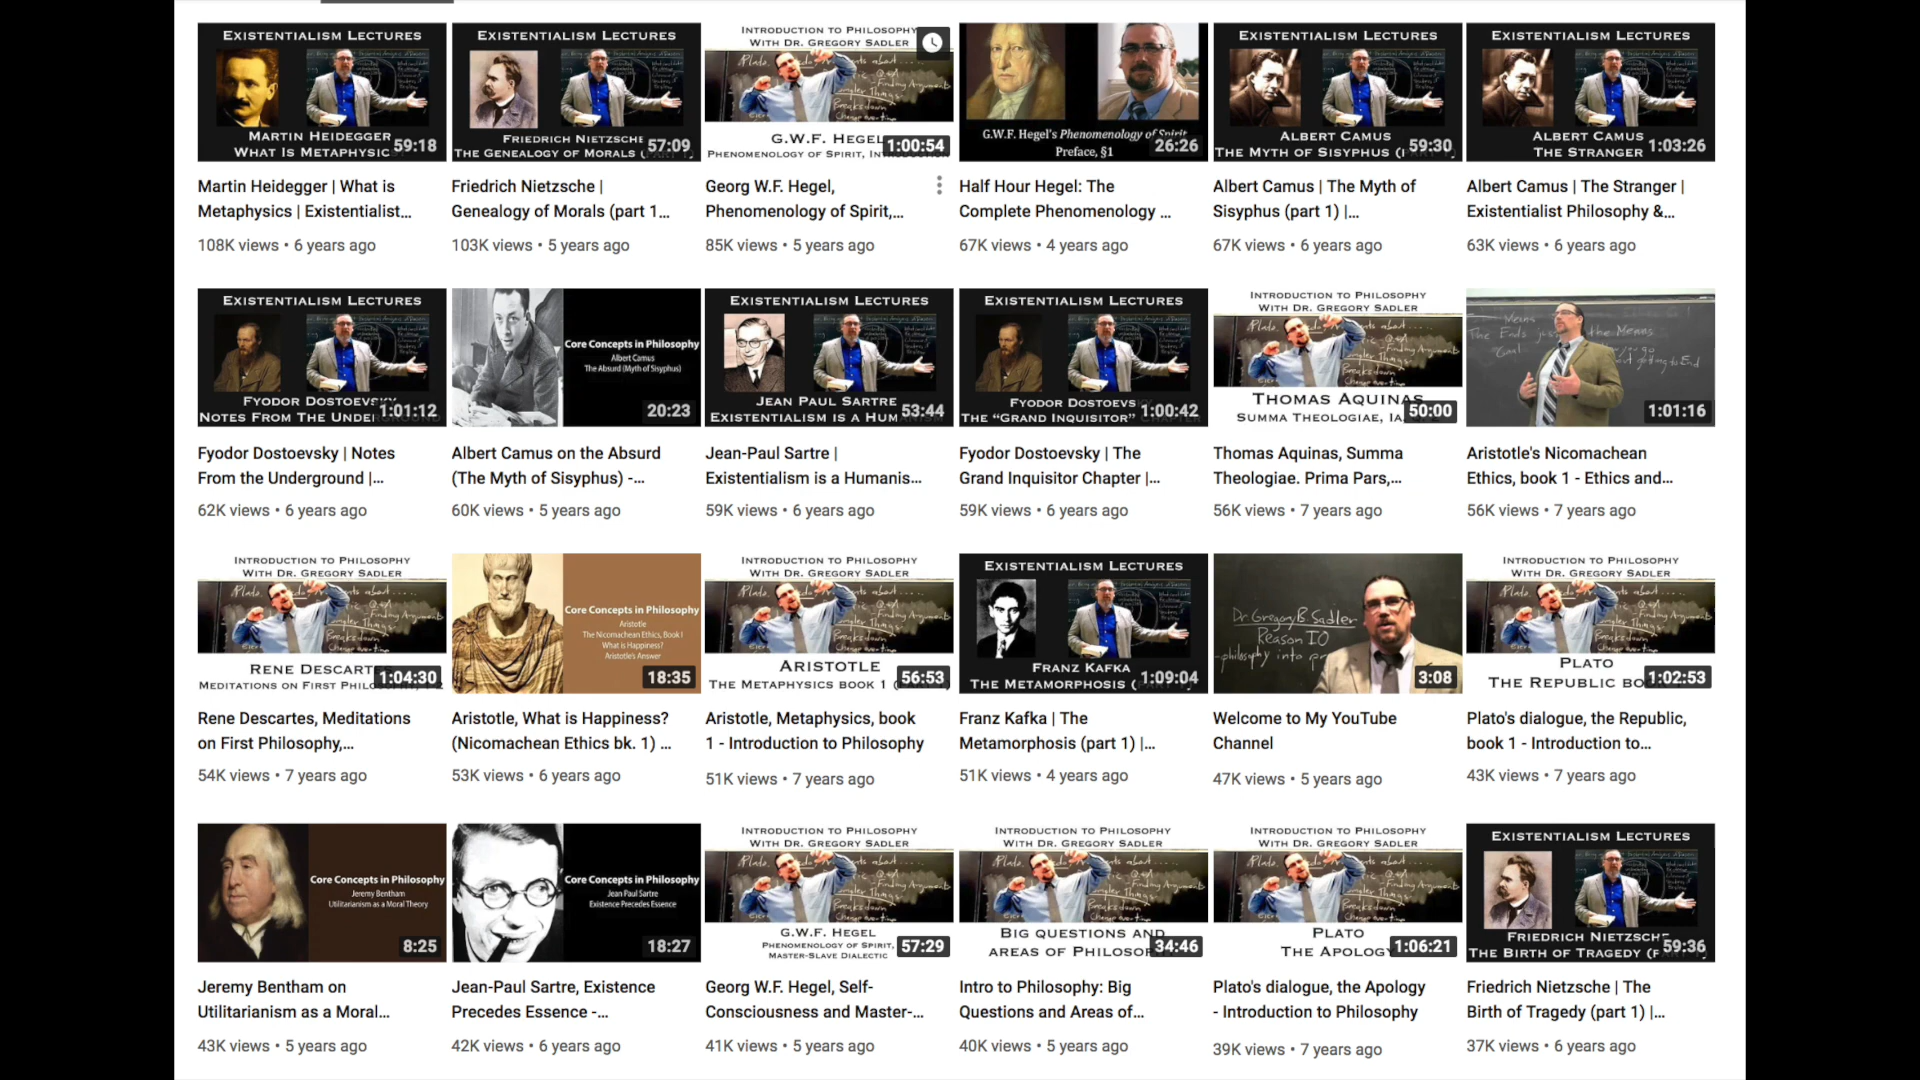 EXISTENTIALISM LECTURES
MARTIN HEIDEGGER
WHAT IS METAPHYSIC
59:18
Martin Heidegger | What is
Metaphysics | Existentialist...
108K views • 6 years ago
EXISTENTIALISM LECTURES
FRIEDRICH NIETZSCHE
THE GENEALOGY OF MORALS (
57:09
Friedrich Nietzsche |
Genealogy of Morals (part 1...
103K views • 5 years ago
INTRODUCTION TO PHILOSOPHY
WITH DR. GREGORY SADLER
G.W.F. HEGEL
PHENOMENOLOGY OF SPIRIT,
1:00:54
Georg W.F. Hegel,
Phenomenology of Spirit,...
85K views • 5 years ago
G.W.F. Hegel's Phenomenology of Spirit
Preface, §1
26:26
Half Hour Hegel: The
Complete Phenomenology ...
67K views • 4 years ago
EXISTENTIALISM LECTURES
ALBERT CAMUS
THE MYTH OF SISYPHUS (
59:30
Albert Camus | The Myth of
Sisyphus (part 1) |...
67K views • 6 years ago
EXISTENTIALISM LECTURES
ALBERT CAMUS
THE STRANGER
1:03:26
Albert Camus | The Stranger |
Existentialist Philosophy &...
63K views • 6 years ago
EXISTENTIALISM LECTURES
FYODOR DOSTOEVSKY
NOTES FROM THE UNDERGROUND
1:01:12
Fyodor Dostoevsky | Notes
From the Underground |...
62K views • 6 years ago
Core Concepts in Philosophy
Albert Camus
The Absurd (Myth of Sisyphus)
20:23
Albert Camus on the Absurd
(The Myth of Sisyphus) -...
60K views • 5 years ago
EXISTENTIALISM LECTURES
JEAN PAUL SARTRE
EXISTENTIALISM IS A HUM
53:44
Jean-Paul Sartre |
Existentialism is a Humanis...
59K views • 6 years ago
EXISTENTIALISM LECTURES
FYODOR DOSTOEVS
THE "GRAND INQUISITOR" CHAPTER
1:00:42
Fyodor Dostoevsky | The
Grand Inquisitor Chapter |...
59K views • 6 years ago
INTRODUCTION TO PHILOSOPHY
WITH DR. GREGORY SADLER
THOMAS AQUINAS
SUMMA THEOLOGIAE, IA
50:00
Thomas Aquinas, Summa
Theologiae. Prima Pars,...
56K views • 7 years ago
Means
The Ends jus the Means
Goal
1:01:16
Aristotle's Nicomachean
Ethics, book 1 - Ethics and...
56K views • 7 years ago
INTRODUCTION TO PHILOSOPHY
WITH DR. GREGORY SADLER
RENE DESCARTES
MEDITATIONS ON FIRST PHILO
1:04:30
Rene Descartes, Meditations
on First Philosophy,...
54K views • 7 years ago
Core Concepts in Philosophy
Aristotle
The Nicomachean Ethics, Book I
What is Happiness?
Aristotle's Answer
18:35
Aristotle, What is Happiness?
(Nicomachean Ethics bk. 1) ...
53K views • 6 years ago
INTRODUCTION TO PHILOSOPHY
WITH DR. GREGORY SADLER
ARISTOTLE
THE METAPHYSICS BOOK 1 (
56:53
Aristotle, Metaphysics, book
1 - Introduction to Philosophy
51K views • 7 years ago
EXISTENTIALISM LECTURES
FRANZ KAFKA
THE METAMORPHOSIS (
1:09:04
Franz Kafka | The
Metamorphosis (part 1) |...
51K views • 4 years ago
Dr Gregory B Sadler
Reason IO
philosophy into pr
3:08
Welcome to My YouTube
Channel
47K views • 5 years ago
INTRODUCTION TO PHILOSOPHY
WITH DR. GREGORY SADLER
PLATO
THE REPUBLIC BO
1:02:53
Plato's dialogue, the Republic,
book 1 - Introduction to...
43K views • 7 years ago
Core Concepts in Philosophy
Jeremy Bentham
Utilitarianism as a Moral Theory
8:25
Jeremy Bentham on
Utilitarianism as a Moral...
43K views • 5 years ago
Core Concepts in Philosophy
Jean Paul Sartre
Existence Precedes Essence
18:27
Jean-Paul Sartre, Existence
Precedes Essence -...
42K views • 6 years ago
INTRODUCTION TO PHILOSOPHY
WITH DR. GREGORY SADLER
G.W.F. HEGEL
PHENOMENOLOGY OF SPIRIT,
MASTER-SLAVE DIALECTIC
57:29
Georg W.F. Hegel, Self-
Consciousness and Master-...
41K views • 5 years ago
INTRODUCTION TO PHILOSOPHY
WITH DR. GREGORY SADLER
BIG QUESTIONS AND
AREAS OF PHILOSOP
34:46
Intro to Philosophy: Big
Questions and Areas of...
40K views • 5 years ago
INTRODUCTION TO PHILOSOPHY
WITH DR. GREGORY SADLER
PLATO
THE APOLOGY
1:06:21
Plato's dialogue, the Apology
- Introduction to Philosophy
39K views • 7 years ago
EXISTENTIALISM LECTURES
FRIEDRICH NIETZSCHE
THE BIRTH OF TRAGEDY (
59:36
Friedrich Nietzsche | The
Birth of Tragedy (part 1) |...
37K views • 6 years ago